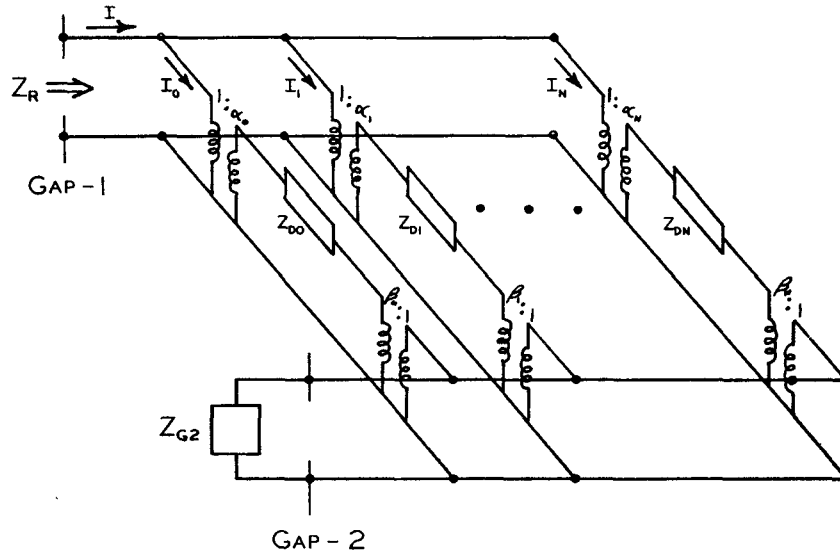 I
Z_R ⇒
I_0
I_1
I_N
1:α_0
1:α_1
1:α_N
GAP-1
Z_D0
Z_D1
Z_DN
β_0:1
β_1:1
β_N:1
Z_G2
GAP-2